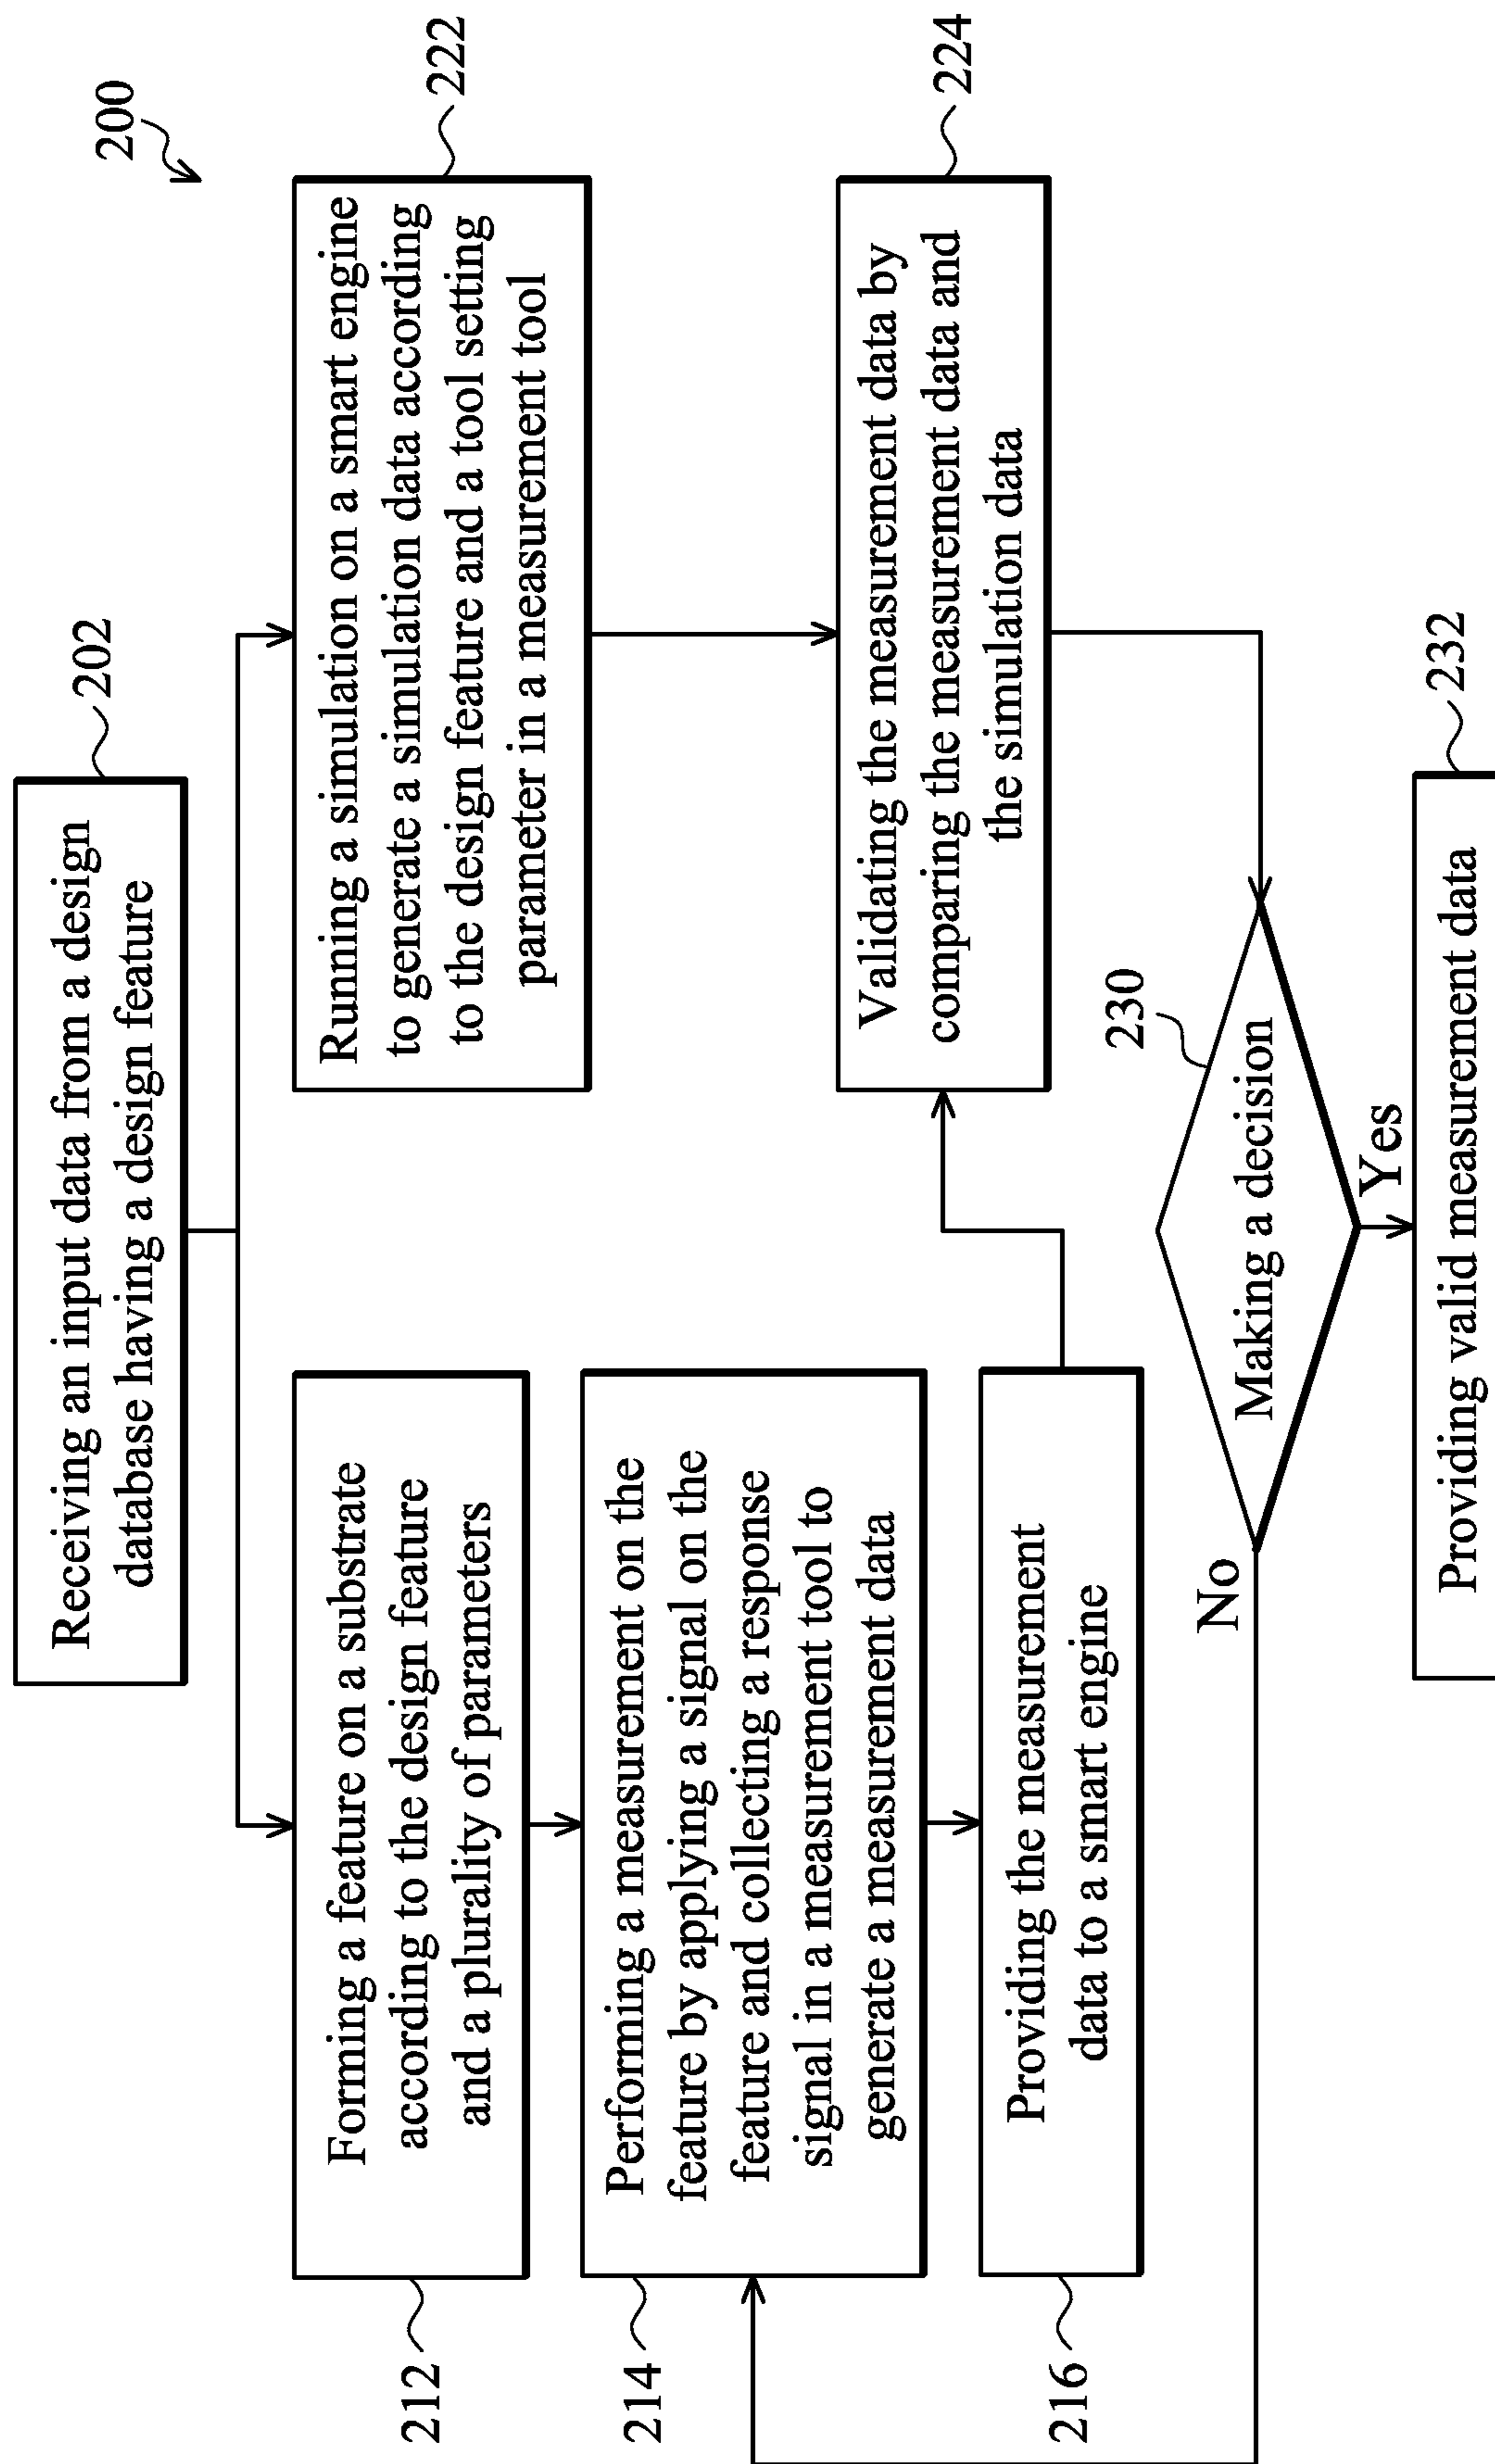 200
202
Receiving an input data from a design
database having a design feature
212
Forming a feature on a substrate
according to the design feature
and a plurality of parameters
214
Performing a measurement on the
feature by applying a signal on the
feature and collecting a response
signal in a measurement tool to
generate a measurement data
216
Providing the measurement
data to a smart engine
222
Running a simulation on a smart engine
to generate a simulation data according
to the design feature and a tool setting
parameter in a measurement tool
224
Validating the measurement data by
comparing the measurement data and
the simulation data
230
Making a decision
No
Yes
232
Providing valid measurement data